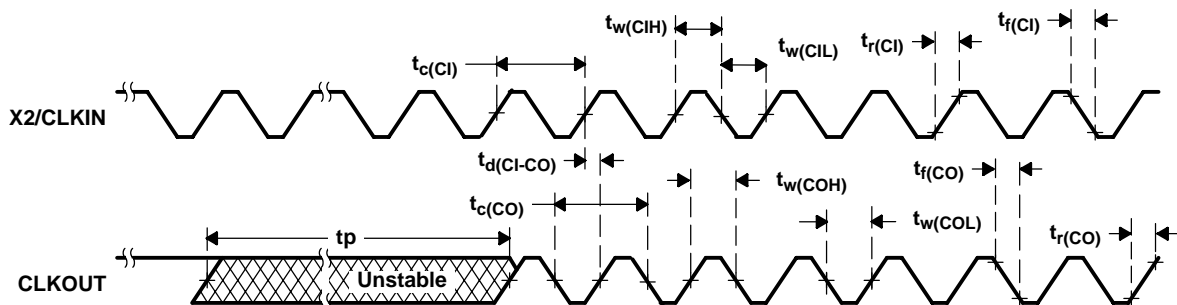 tw(CIH)
tf(CI)
tr(CI)
tw(CIL)
tc(CI)
X2/CLKIN
td(CI-CO)
tf(CO)
tw(COH)
tc(CO)
tw(COL)
tr(CO)
tp
Unstable
CLKOUT